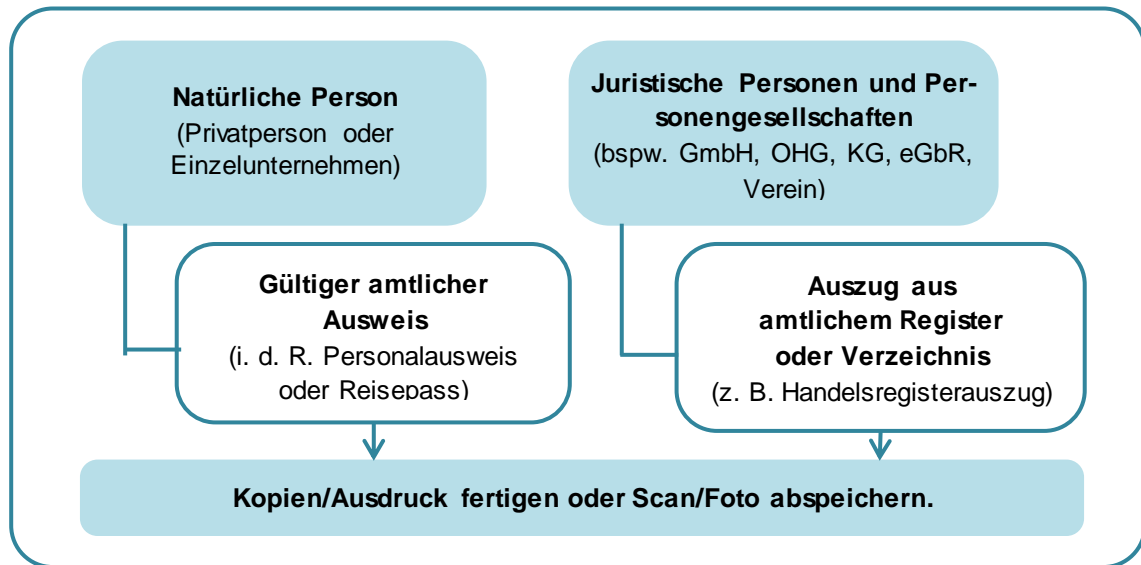 Natürliche Person
(Privatperson oder
Einzelunternehmen)
Juristische Personen und Per-
sonengesellschaften
(bspw. GmbH, OHG, KG, eGbR,
Verein)
Gültiger amtlicher
Ausweis
(i. d. R. Personalausweis
oder Reisepass)
Auszug aus
amtlichem Register
oder Verzeichnis
(z. B. Handelsregisterauszug)
Kopien/Ausdruck fertigen oder Scan/Foto abspeichern.